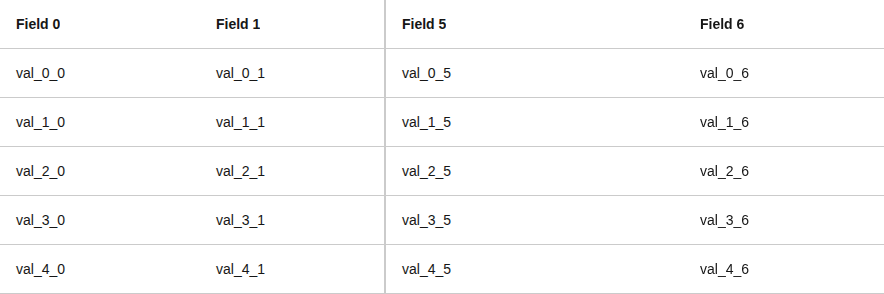 Field 0 Field 1 Field 5 Field 6
val_0_0 val_0_1 val_0_5 val_0_6
val_1_0 val_1_1 val_1_5 val_1_6
val_2_0 val_2_1 val_2_5 val_2_6
val_3_0 val_3_1 val_3_5 val_3_6
val_4_0 val_4_1 val_4_5 val_4_6